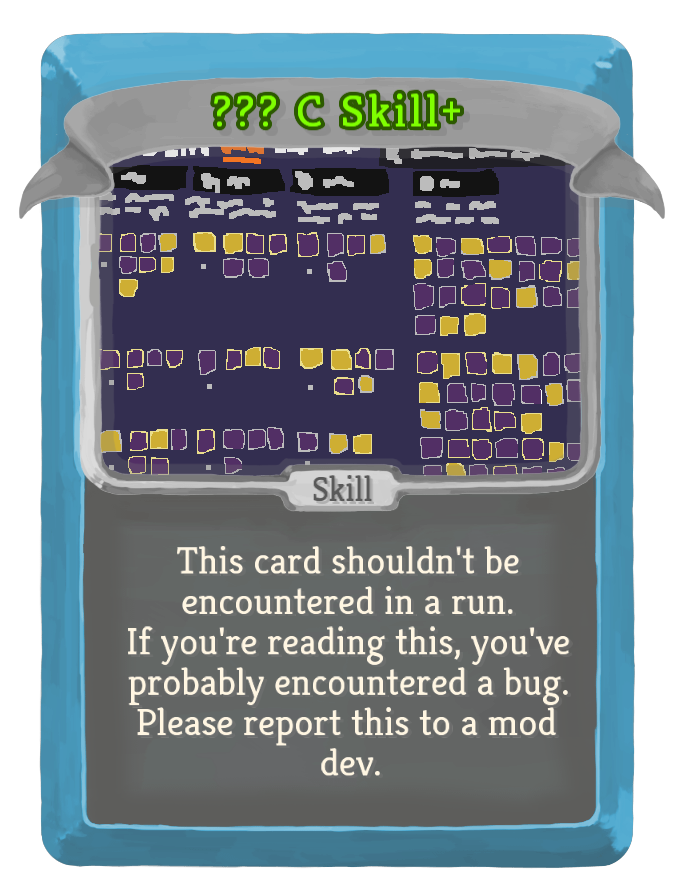 ??? C Skill+
Skill
This card shouldn't be
encountered in a run.
If you're reading this, you've
probably encountered a bug.
Please report this to a mod
dev.